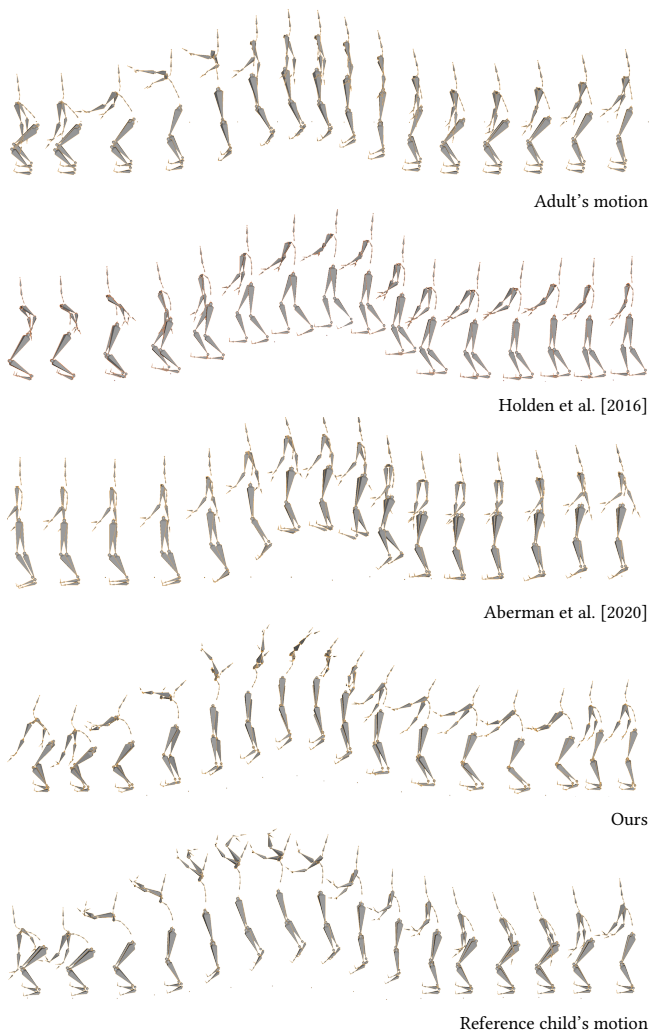 Adult's motion
Holden et al. [2016]
Aberman et al. [2020]
Ours
Reference child's motion